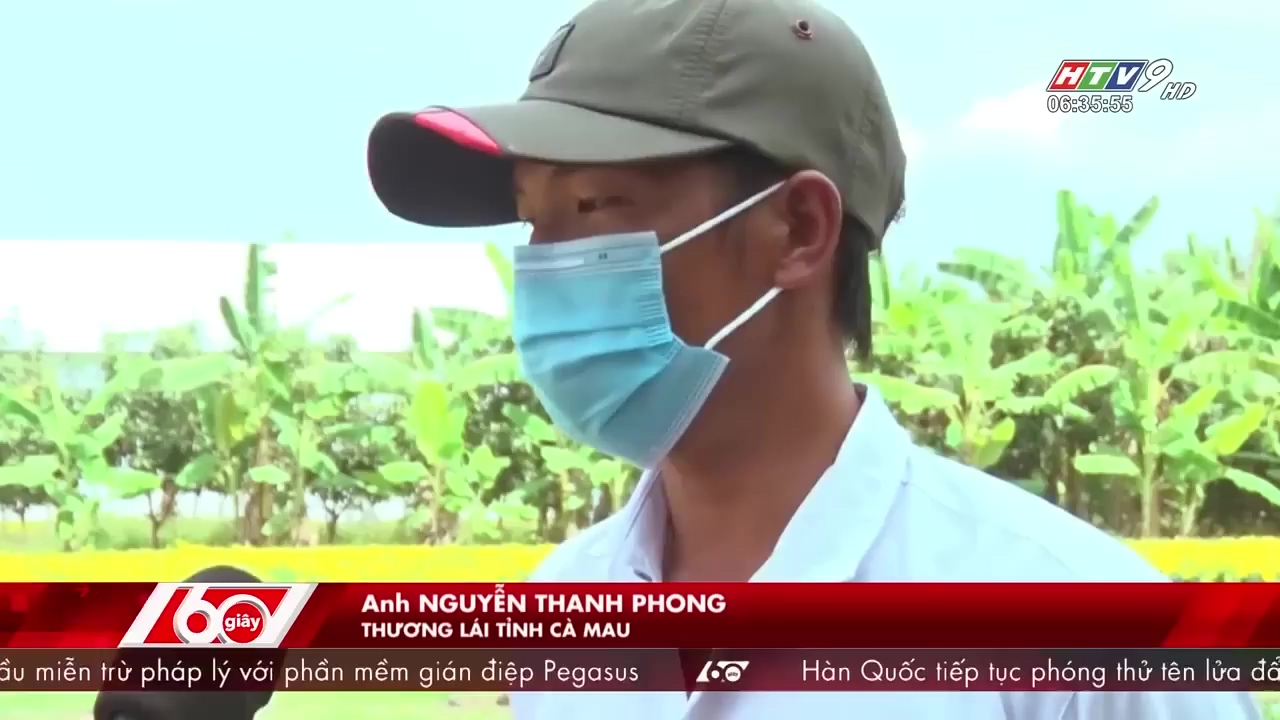 HTV9 HD
06:35:55
60 giây
Anh NGUYỄN THANH PHONG
THƯƠNG LÁI TỈNH CÀ MAU
miễn trừ pháp lý với phần mềm gián điệp Pegasus
60 giây
Hàn Quốc tiếp tục phóng thử tên lửa